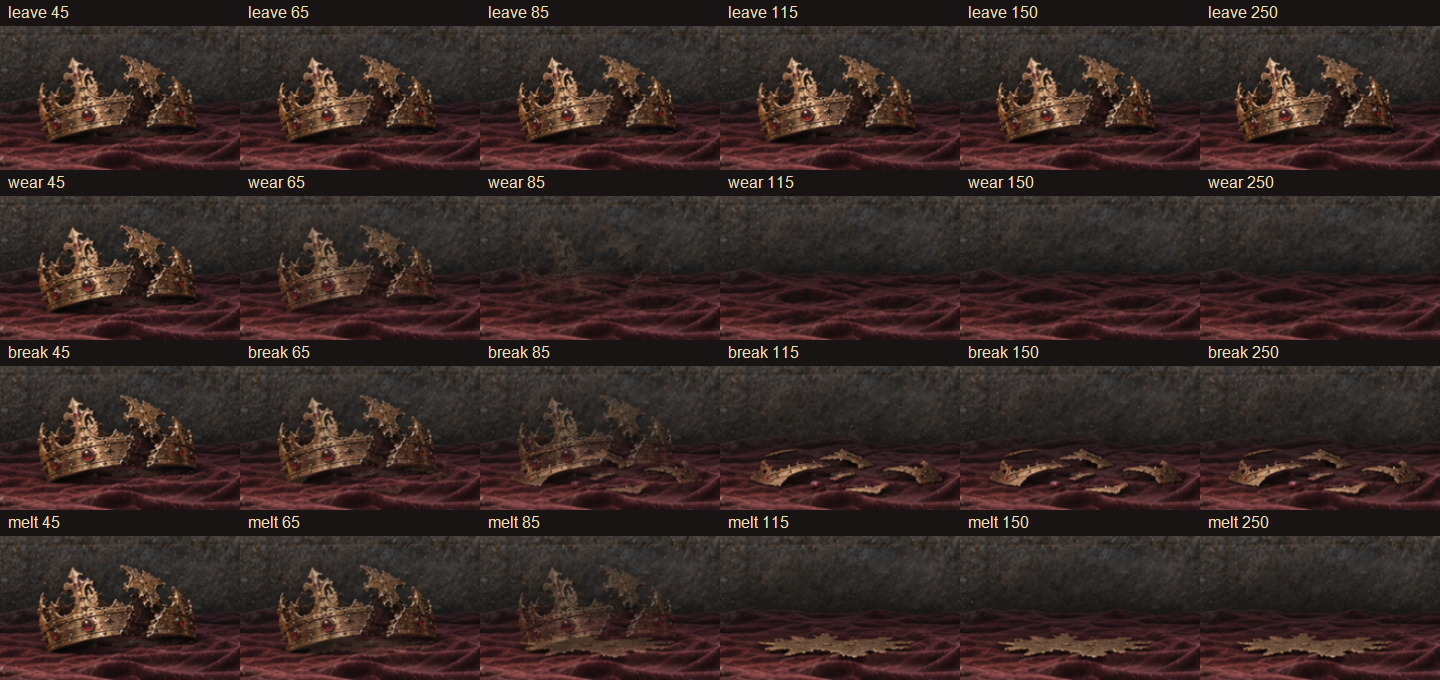 leave 45 leave 65 leave 85 leave 115 leave 150 leave 250
wear 45 wear 65 wear 85 wear 115 wear 150 wear 250
break 45 break 65 break 85 break 115 break 150 break 250
melt 45 melt 65 melt 85 melt 115 melt 150 melt 250